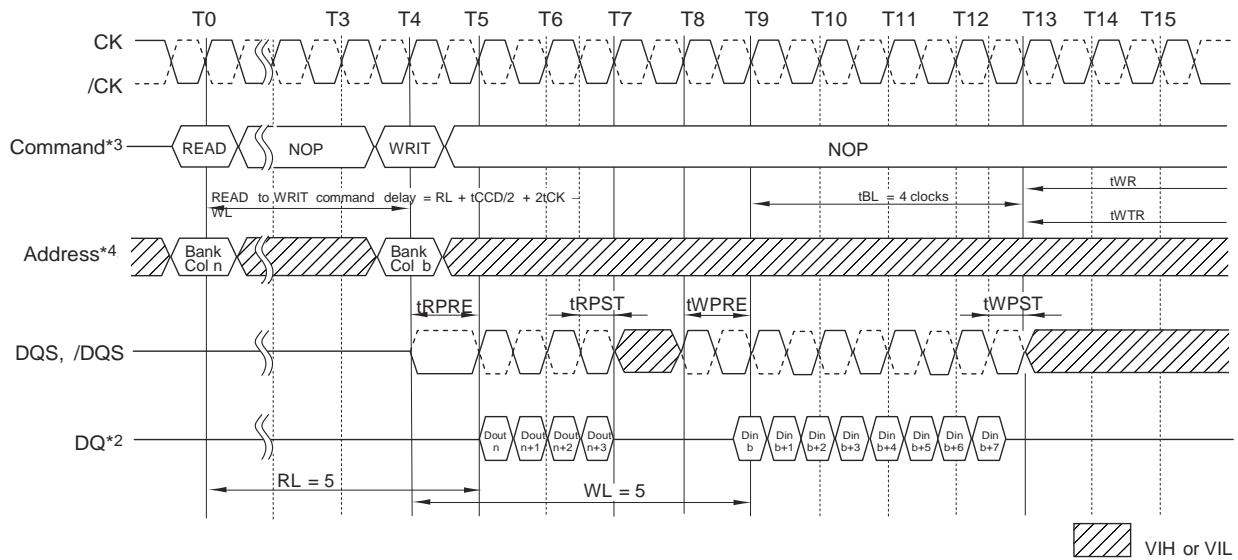 T0 T3 T4 T5 T6 T7 T8 T9 T10 T11 T12 T13 T14 T15
CK
/CK
Command*3 READ NOP WRIT NOP
READ to WRIT command delay = RL + tCCD/2 + 2tCK –
WL
tBL = 4 clocks
tWR
tWTR
Address*4
Bank
Col n
Bank
Col b
tRPRE tRPST tWPRE tWPST
DQS, /DQS
DQ*2
Dout
n
Dout
n+1
Dout
n+2
Dout
n+3
Din
b
Din
b+1
Din
b+2
Din
b+3
Din
b+4
Din
b+5
Din
b+6
Din
b+7
RL = 5
WL = 5
VIH or VIL